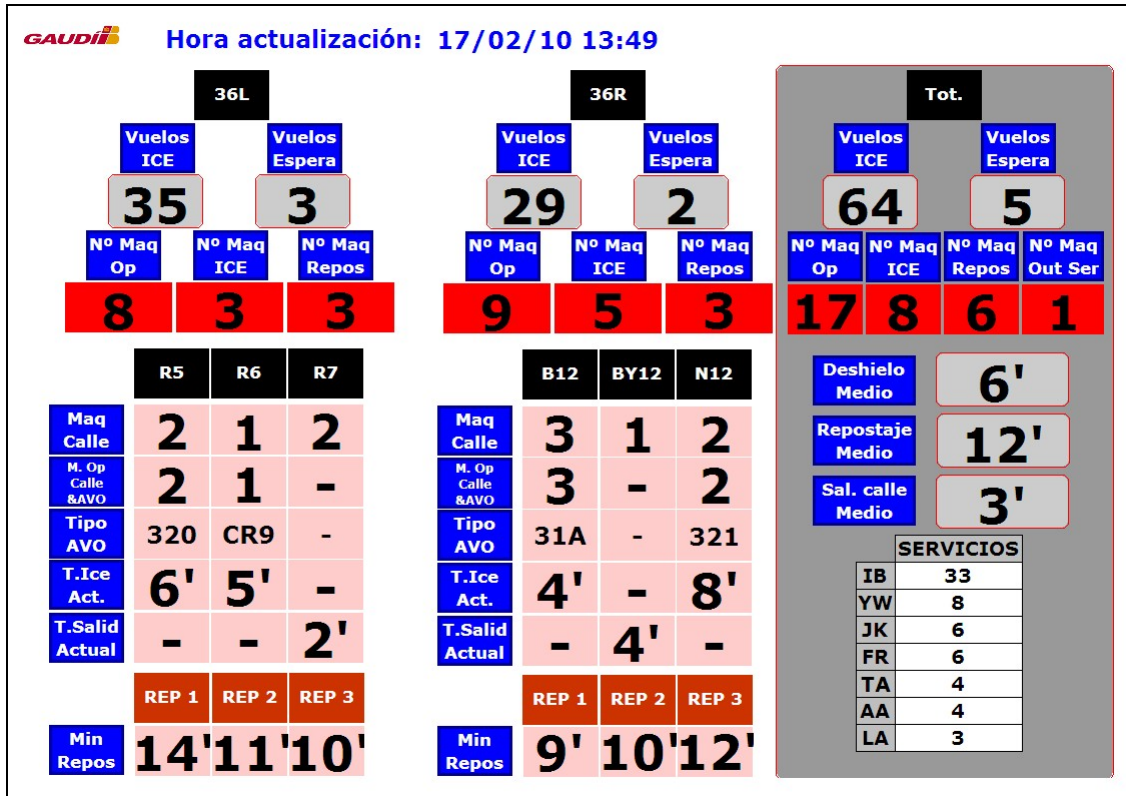 GAUDÍ
Hora actualización: 17/02/10 13:49
36L
Vuelos
ICE
Vuelos
Espera
35 3
Nº Maq
Op
Nº Maq
ICE
Nº Maq
Repos
8 3 3
R5 R6 R7
Maq
Calle
2 1 2
M. Op
Calle
&AVO
2 1 -
Tipo
AVO
320 CR9 -
T.Ice
Act.
6' 5' -
T.Salid
Actual
- - 2'
REP 1 REP 2 REP 3
Min
Repos
14' 11' 10'
36R
Vuelos
ICE
Vuelos
Espera
29 2
Nº Maq
Op
Nº Maq
ICE
Nº Maq
Repos
9 5 3
B12 BY12 N12
Maq
Calle
3 1 2
M. Op
Calle
&AVO
3 - 2
Tipo
AVO
31A - 321
T.Ice
Act.
4' - 8'
T.Salid
Actual
- 4' -
REP 1 REP 2 REP 3
Min
Repos
9' 10' 12'
Tot.
Vuelos
ICE
Vuelos
Espera
64 5
Nº Maq
Op
Nº Maq
ICE
Nº Maq
Repos
Nº Maq
Out Ser
17 8 6 1
Deshielo
Medio
6'
Repostaje
Medio
12'
Sal. calle
Medio
3'
SERVICIOS
IB 33
YW 8
JK 6
FR 6
TA 4
AA 4
LA 3